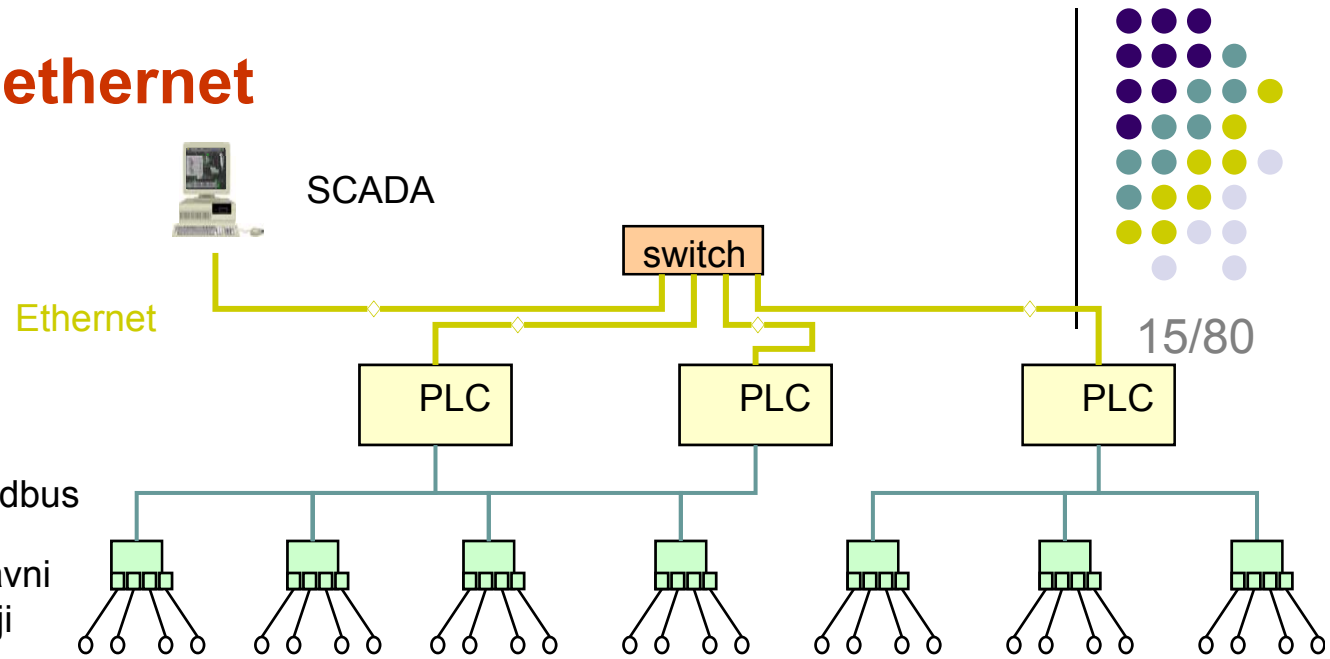 ethernet
SCADA
switch
Ethernet
15/80
PLC PLC PLC
dbus
avni
ji